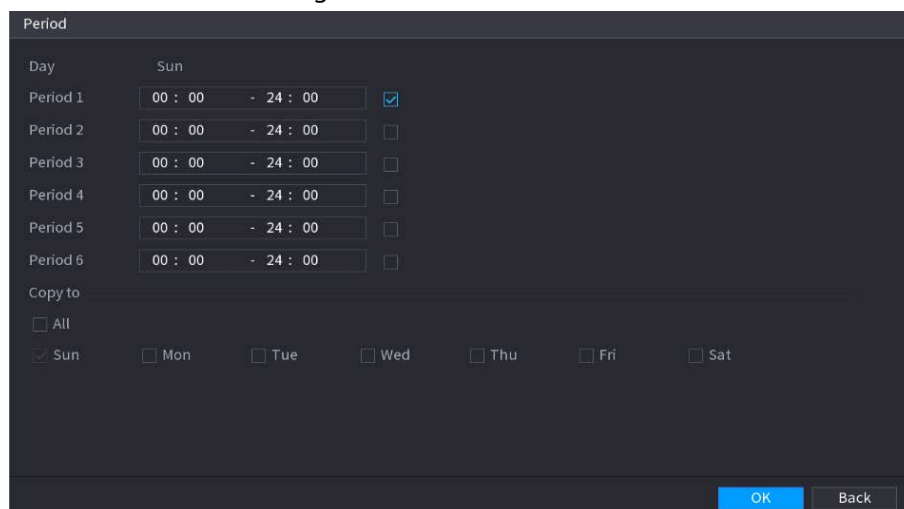 Period
Day Sun
Period 1 00 : 00 - 24 : 00
Period 2 00 : 00 - 24 : 00
Period 3 00 : 00 - 24 : 00
Period 4 00 : 00 - 24 : 00
Period 5 00 : 00 - 24 : 00
Period 6 00 : 00 - 24 : 00
Copy to
All
Sun Mon Tue Wed Thu Fri Sat
OK Back